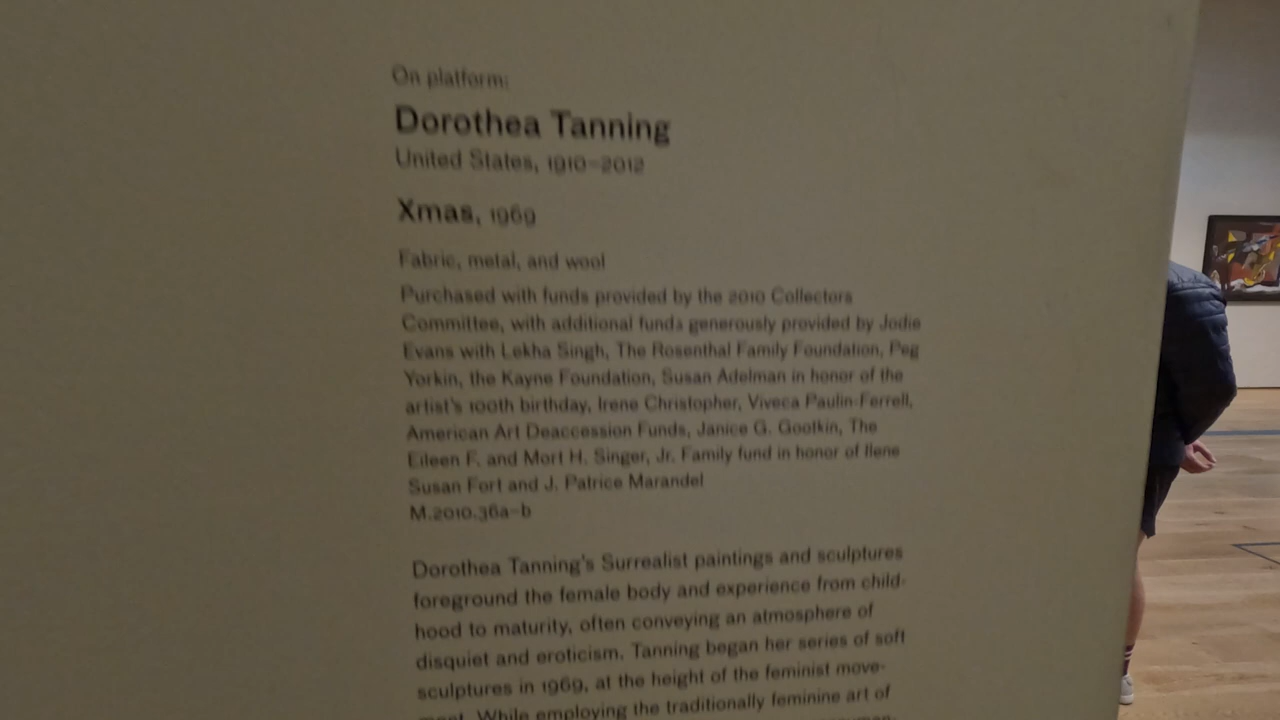 On platform:
Dorothea Tanning
United States, 1910–2012
Xmas, 1969
Fabric, metal, and wool
Purchased with funds provided by the 2010 Collectors
Committee, with additional funds generously provided by Jodie
Evans with Lekha Singh, The Rosenthal Family Foundation, Peg
Yorkin, the Kayne Foundation, Susan Adelman in honor of the
artist's 100th birthday, Irene Christopher, Viveca Paulin-Ferrell,
American Art Deaccession Funds, Janice G. Gootkin, The
Eileen F. and Mort H. Singer, Jr. Family fund in honor of Ilene
Susan Fort and J. Patrice Marandel
M.2010.36a–b
Dorothea Tanning's Surrealist paintings and sculptures
foreground the female body and experience from child-
hood to maturity, often conveying an atmosphere of
disquiet and eroticism. Tanning began her series of soft
sculptures in 1969, at the height of the feminist move-
ment. While employing the traditionally feminine art of